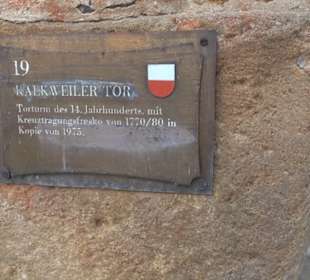 19
KALKWEILER TOR
Torturm des 14. Jahrhunderts, mit
Kreuztragungsfresko von 1770/80 in
Kopie von 1975.